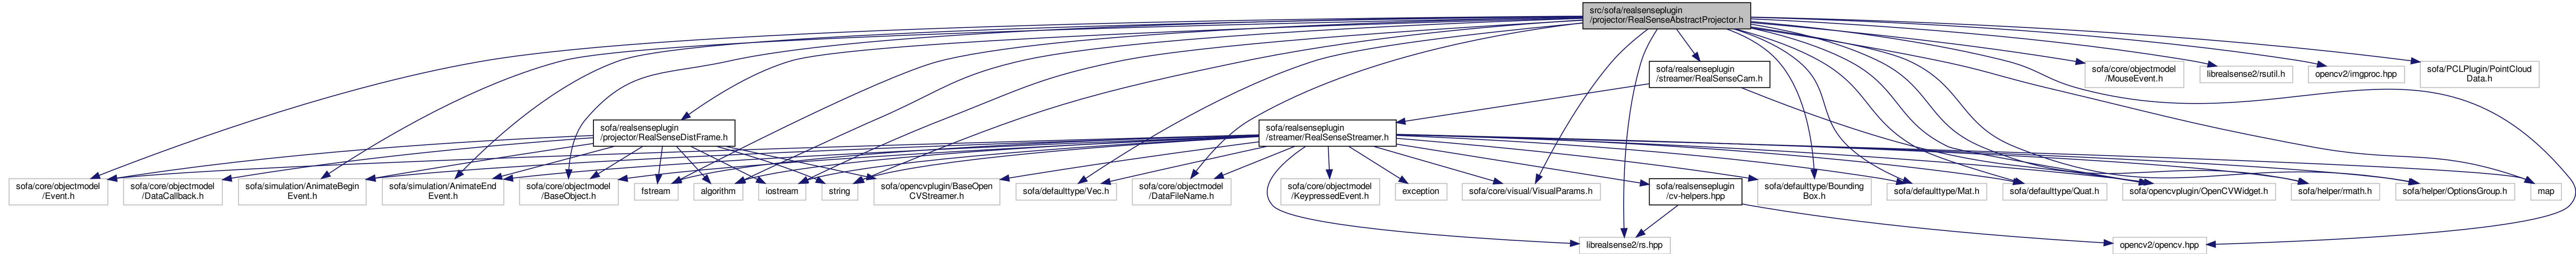 src/sofa/realsenseplugin
/projector/RealSenseAbstractProjector.h
sofa/realsenseplugin
/streamer/RealSenseCam.h
sofa/core/objectmodel
/MouseEvent.h
librealsense2/rsutil.h
opencv2/imgproc.hpp
sofa/PCLPlugin/PointCloud
Data.h
sofa/realsenseplugin
/projector/RealSenseDistFrame.h
sofa/realsenseplugin
/streamer/RealSenseStreamer.h
sofa/core/objectmodel
/Event.h
sofa/core/objectmodel
/DataCallback.h
sofa/simulation/AnimateBegin
Event.h
sofa/simulation/AnimateEnd
Event.h
sofa/core/objectmodel
/BaseObject.h
fstream
algorithm
iostream
string
sofa/opencvplugin/BaseOpen
CVStreamer.h
sofa/defaulttype/Vec.h
sofa/core/objectmodel
/DataFileName.h
sofa/core/objectmodel
/KeypressedEvent.h
exception
sofa/core/visual/VisualParams.h
sofa/realsenseplugin
/cv-helpers.hpp
sofa/defaulttype/Bounding
Box.h
sofa/defaulttype/Mat.h
sofa/defaulttype/Quat.h
sofa/opencvplugin/OpenCVWidget.h
sofa/helper/rmath.h
sofa/helper/OptionsGroup.h
map
librealsense2/rs.hpp
opencv2/opencv.hpp